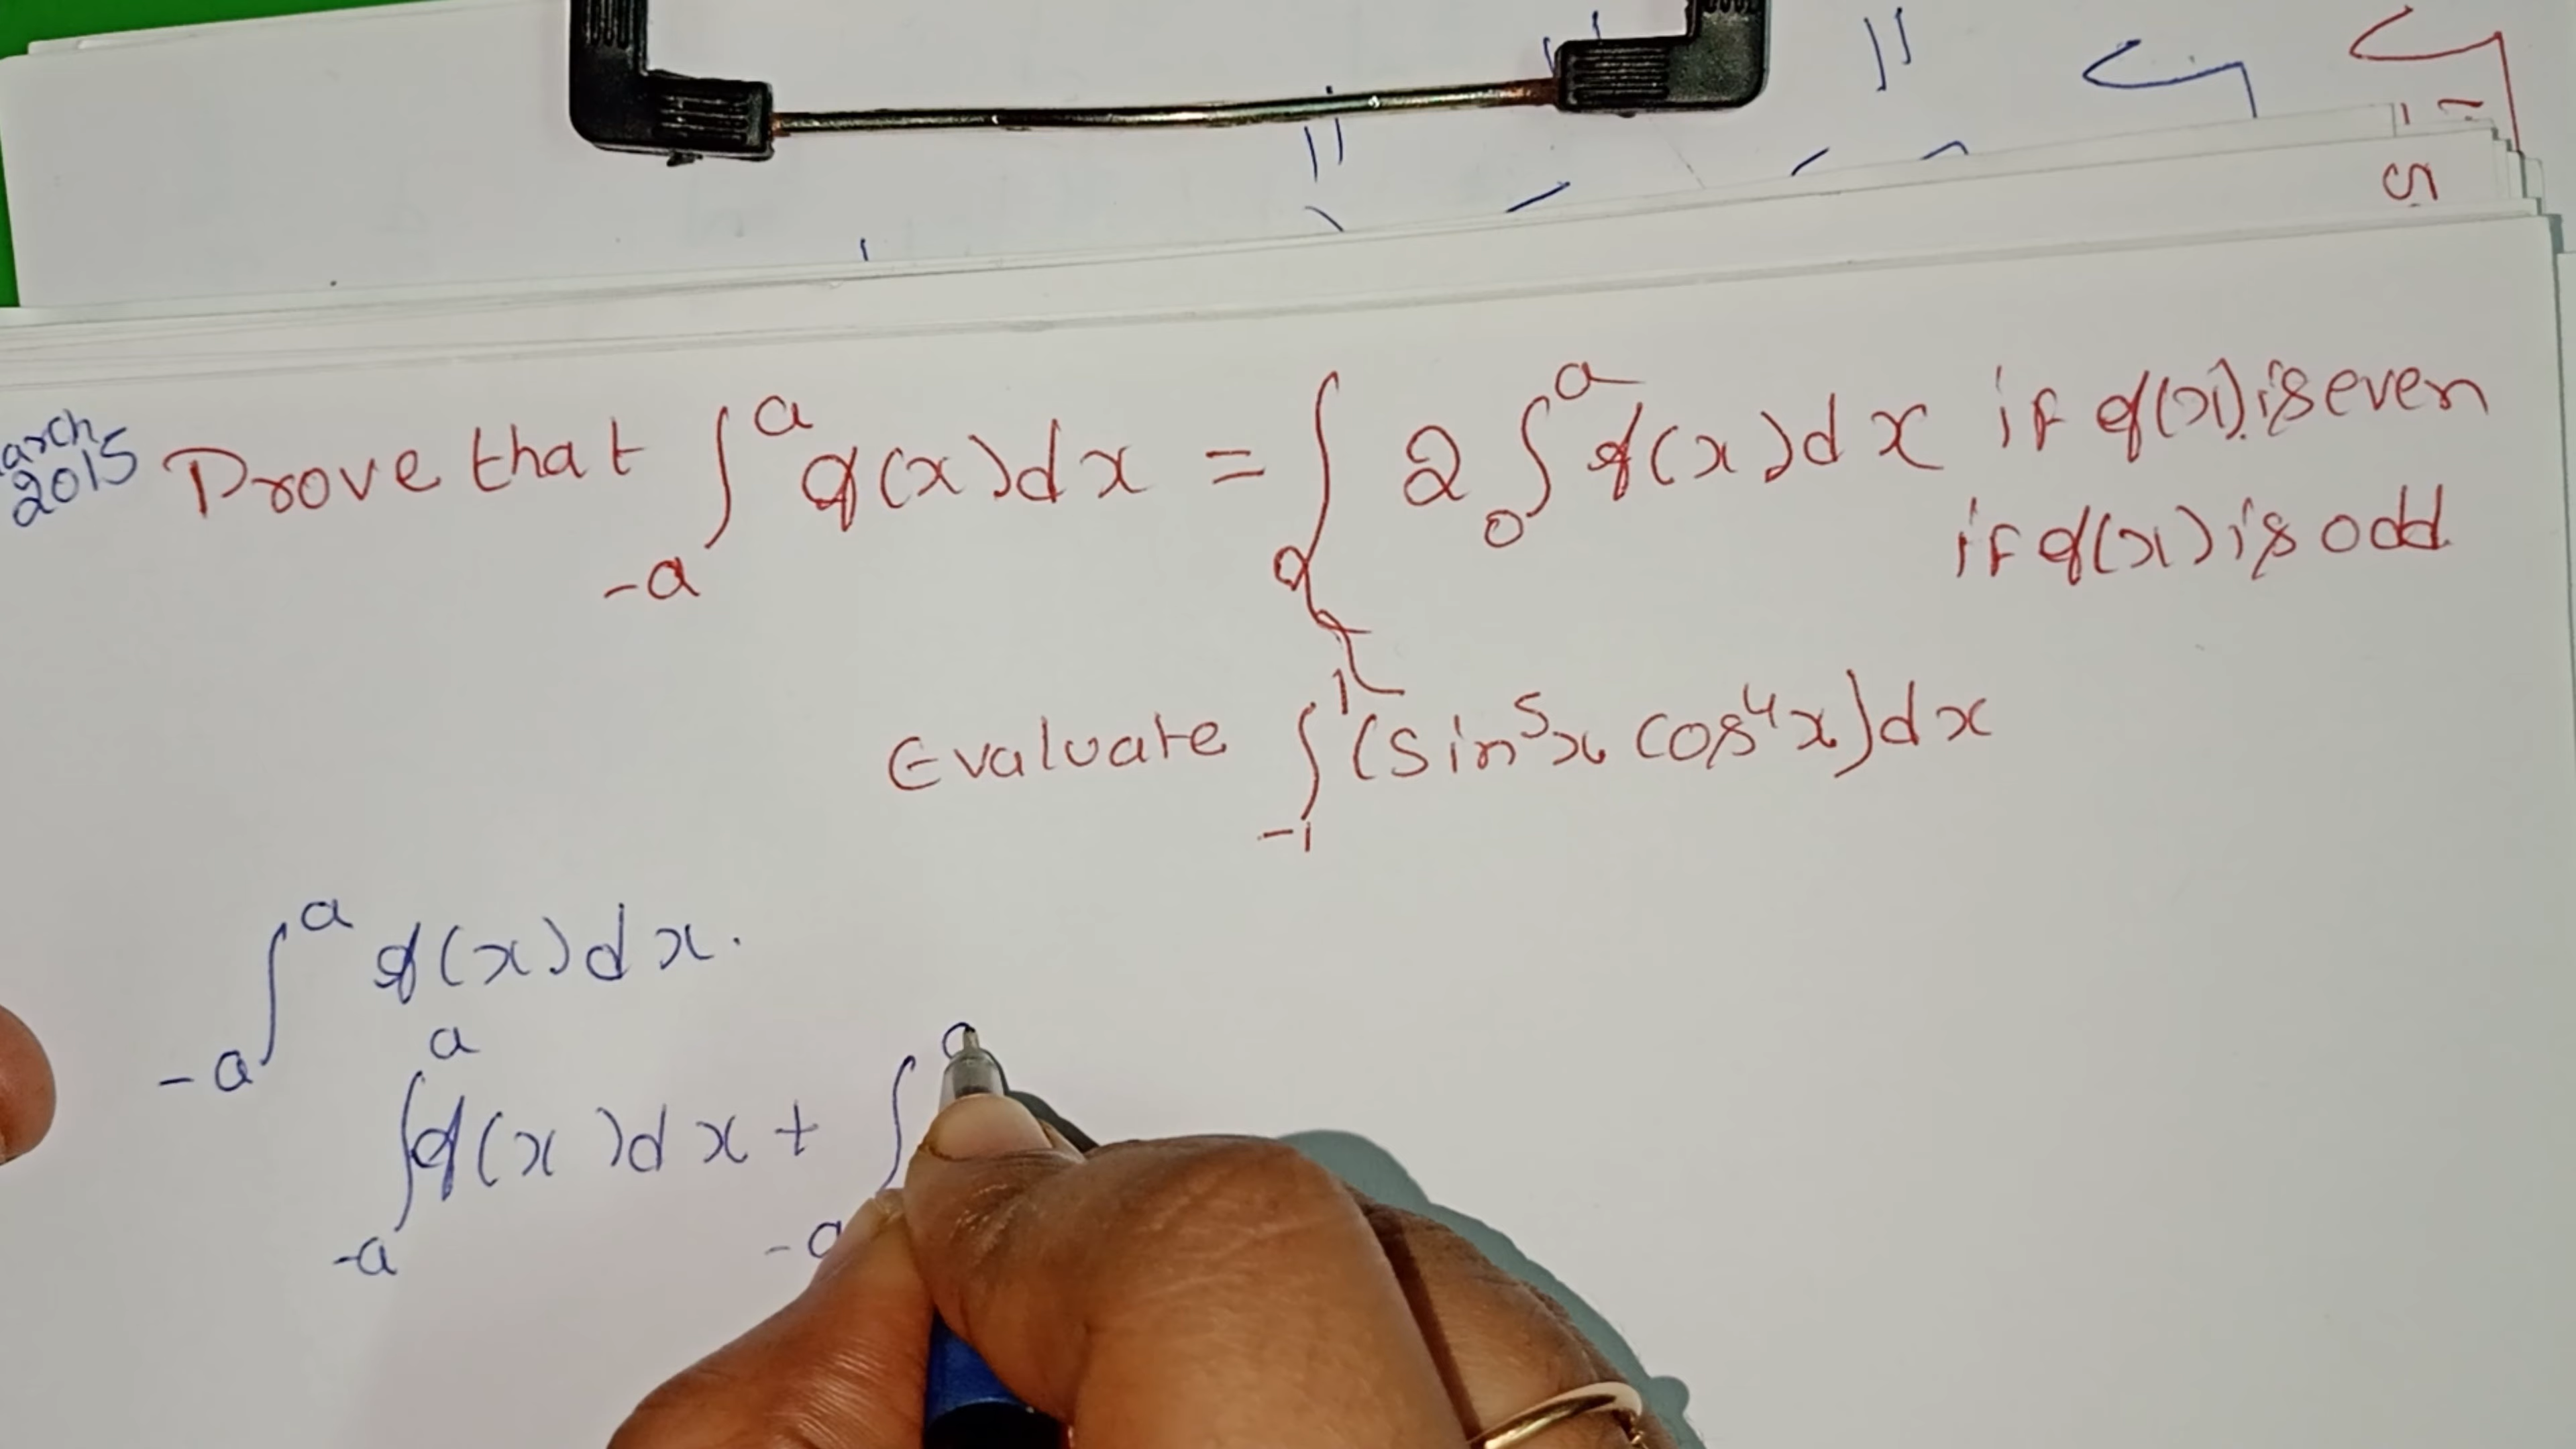 arch
2015
Prove that ∫_{-a}^{a} f(x)dx = { 2 ∫_{0}^{a} f(x)dx if f(x) is even
if f(x) is odd
Evaluate ∫_{-1}^{1} (sin⁵x cos⁴x)dx
∫_{-a}^{a} f(x)dx.
∫_{-a}^{a} f(x)dx + ∫_{-a}